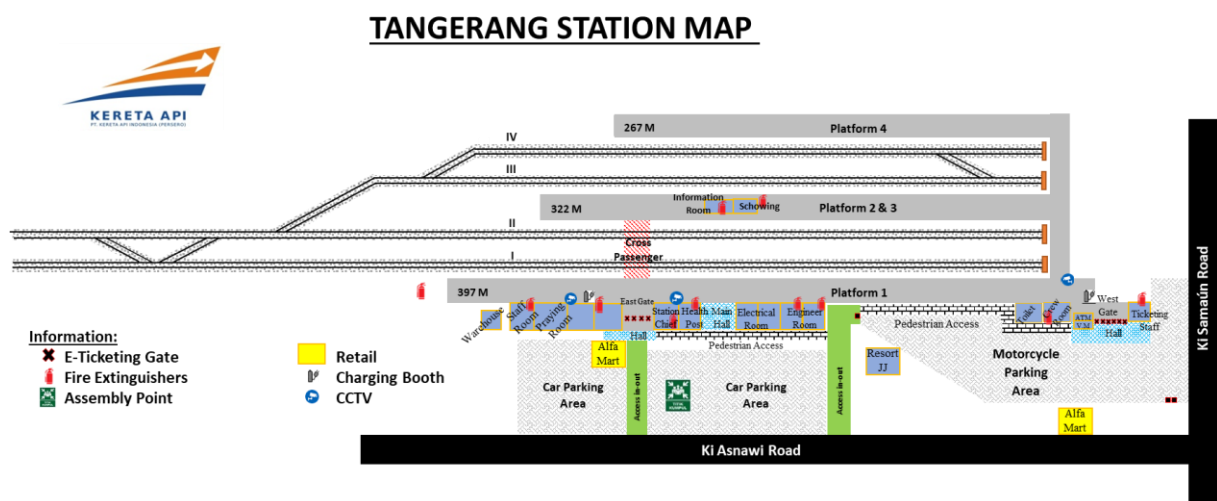 TANGERANG STATION MAP
KERETA API
PT. KERETA API INDONESIA (PERSERO)
267 M
Platform 4
IV
III
Information
Room
Schowing
322 M
Platform 2 & 3
II
Cross
Passenger
I
397 M
Platform 1
Warehouse
Staff
Room
Praying
Room
East Gate
Hall
Station
Chief
Health
Post
Main
Hall
Electrical
Room
Engineer
Room
Pedestrian Access
Pedestrian Access
Toilet
Crew
Room
ATM
V.M
West
Gate
Hall
Ticketing
Staff
Alfa
Mart
Car Parking
Area
Access in-out
Car Parking
Area
Access in-out
Resort
JJ
Motorcycle
Parking
Area
Alfa
Mart
Ki Samaún Road
Ki Asnawi Road
Information:
E-Ticketing Gate
Fire Extinguishers
Assembly Point
Retail
Charging Booth
CCTV